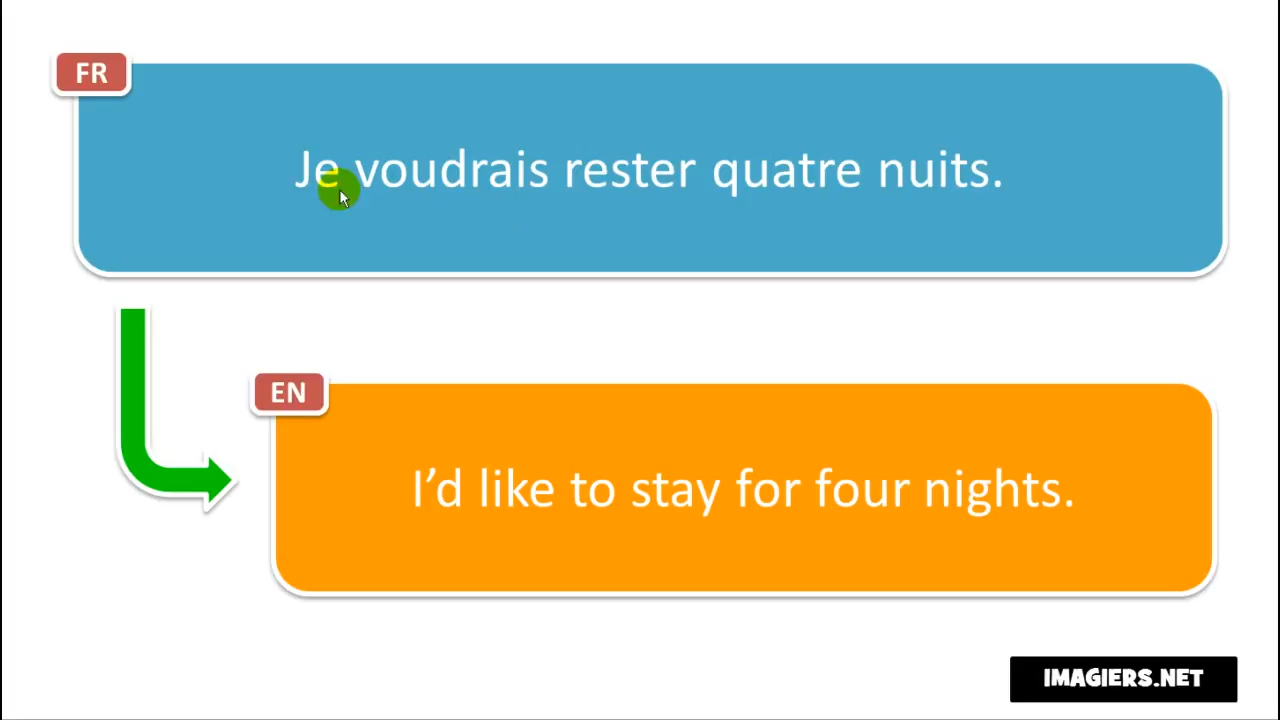 FR
Je voudrais rester quatre nuits.
EN
I’d like to stay for four nights.
IMAGIERS.NET